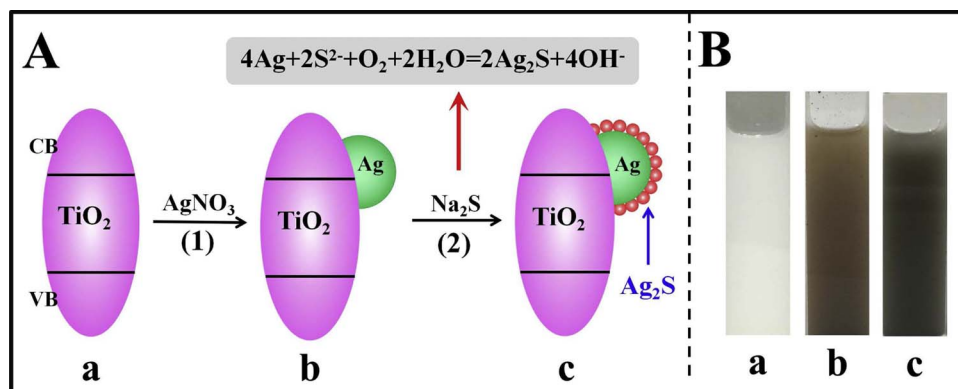 A
4Ag+2S²⁻+O₂+2H₂O=2Ag₂S+4OH⁻
B
CB
TiO₂
VB
a
AgNO₃
(1)
Ag
TiO₂
b
Na₂S
(2)
Ag
TiO₂
Ag₂S
c
a
b
c